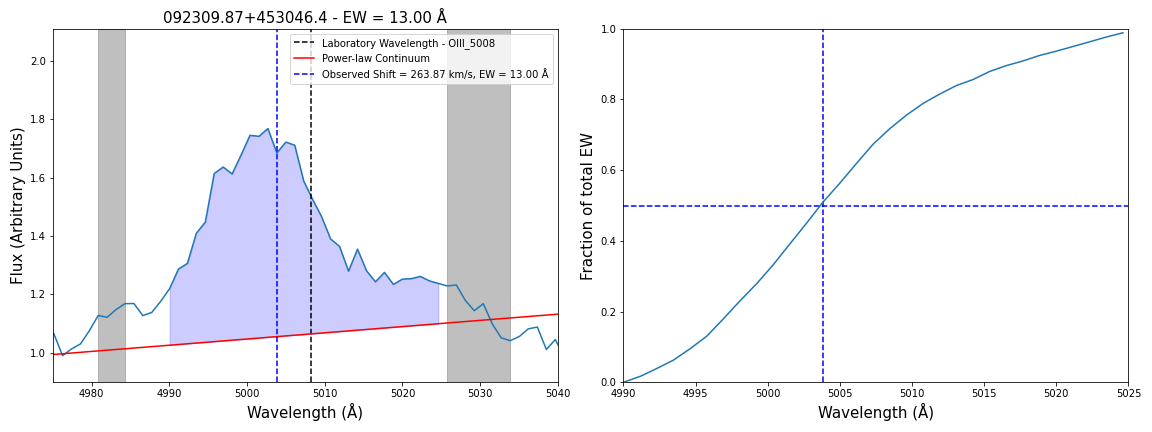 092309.87+453046.4 - EW = 13.00 Å
Laboratory Wavelength - OIII_5008
Power-law Continuum
Observed Shift = 263.87 km/s, EW = 13.00 Å
Flux (Arbitrary Units)
2.0
1.8
1.6
1.4
1.2
1.0
4980 4990 5000 5010 5020 5030 5040
Wavelength (Å)
Fraction of total EW
1.0
0.8
0.6
0.4
0.2
0.0
4990 4995 5000 5005 5010 5015 5020 5025
Wavelength (Å)